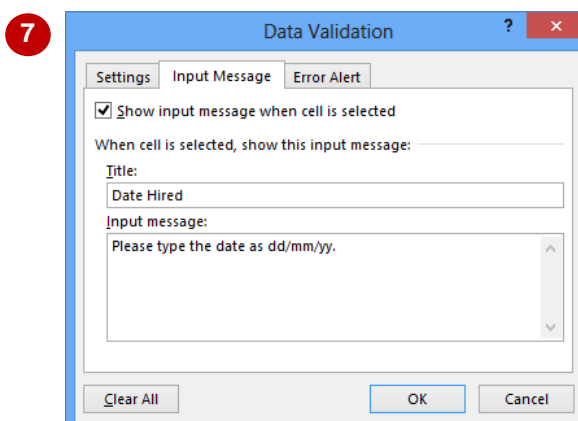 7
Data Validation ? ×
Settings Input Message Error Alert
Show input message when cell is selected
When cell is selected, show this input message:
Title:
Date Hired
Input message:
Please type the date as dd/mm/yy.
Clear All OK Cancel